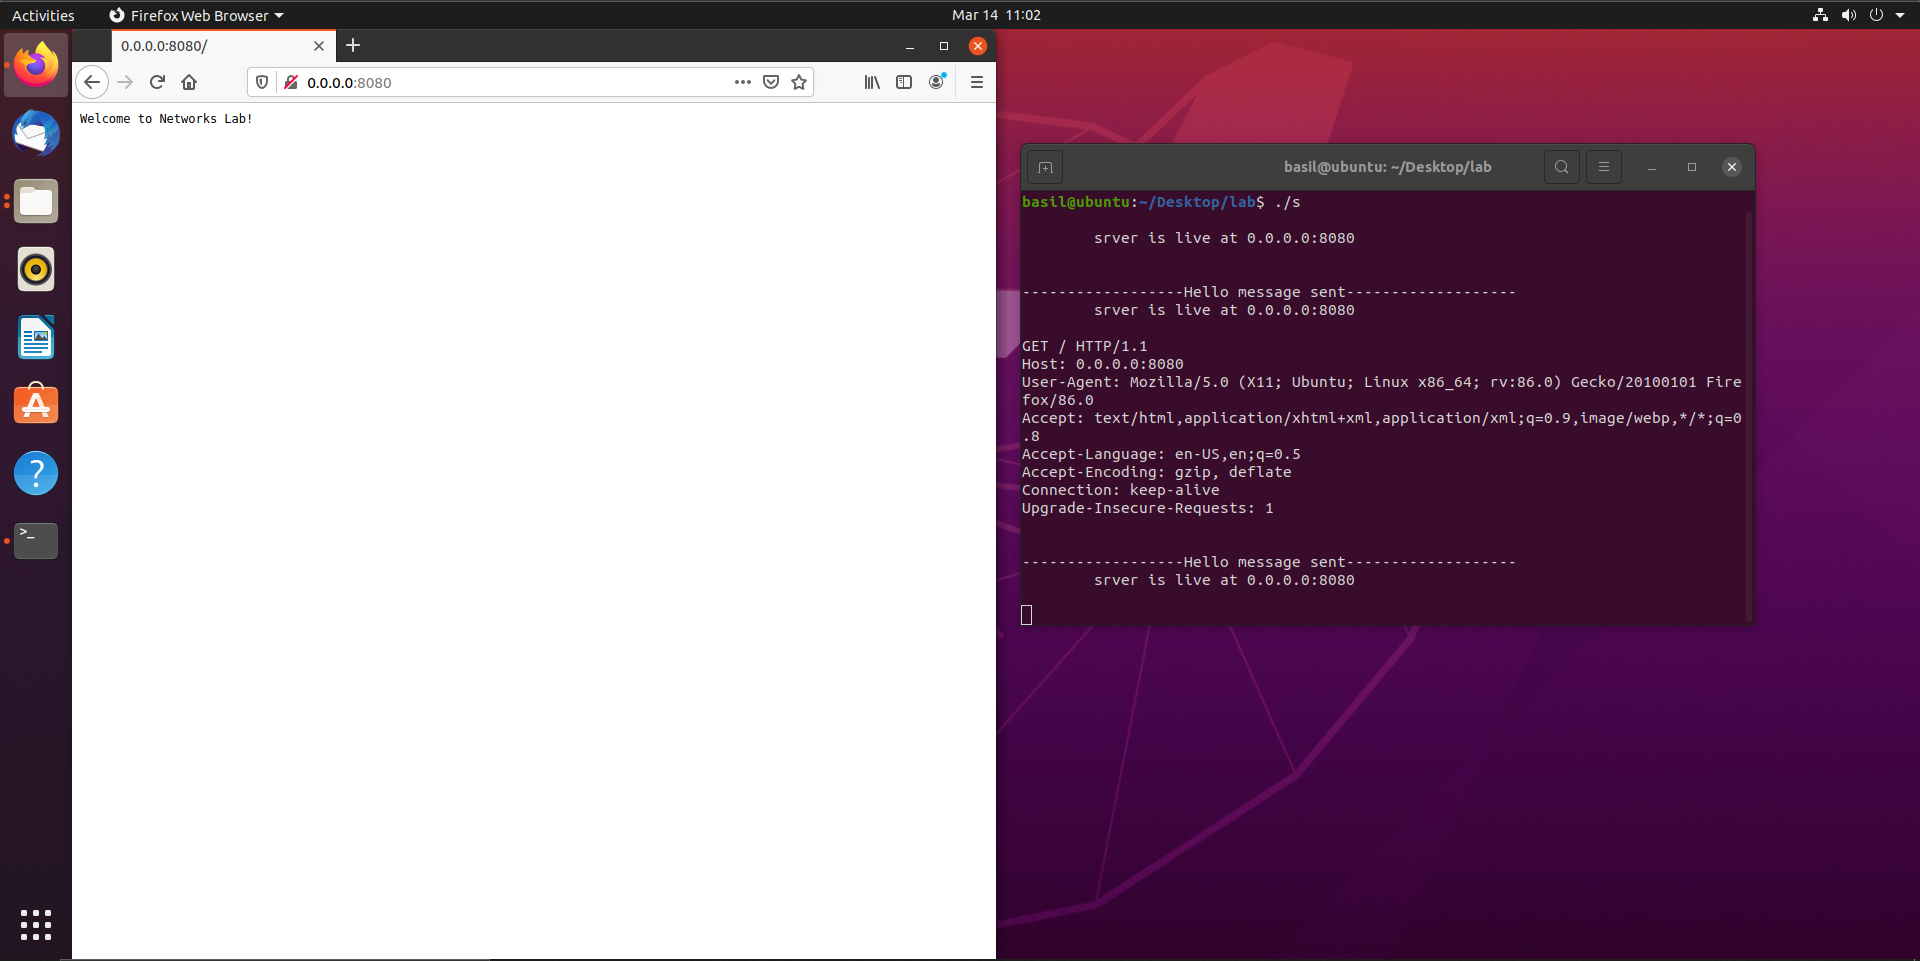 Activities
Firefox Web Browser
Mar 14 11:02
0.0.0.0:8080/
0.0.0.0:8080
Welcome to Networks Lab!
basil@ubuntu: ~/Desktop/lab
basil@ubuntu:~/Desktop/lab$ ./s
srver is live at 0.0.0.0:8080
------------------Hello message sent-------------------
srver is live at 0.0.0.0:8080
GET / HTTP/1.1
Host: 0.0.0.0:8080
User-Agent: Mozilla/5.0 (X11; Ubuntu; Linux x86_64; rv:86.0) Gecko/20100101 Fire
fox/86.0
Accept: text/html,application/xhtml+xml,application/xml;q=0.9,image/webp,*/*;q=0
.8
Accept-Language: en-US,en;q=0.5
Accept-Encoding: gzip, deflate
Connection: keep-alive
Upgrade-Insecure-Requests: 1
------------------Hello message sent-------------------
srver is live at 0.0.0.0:8080